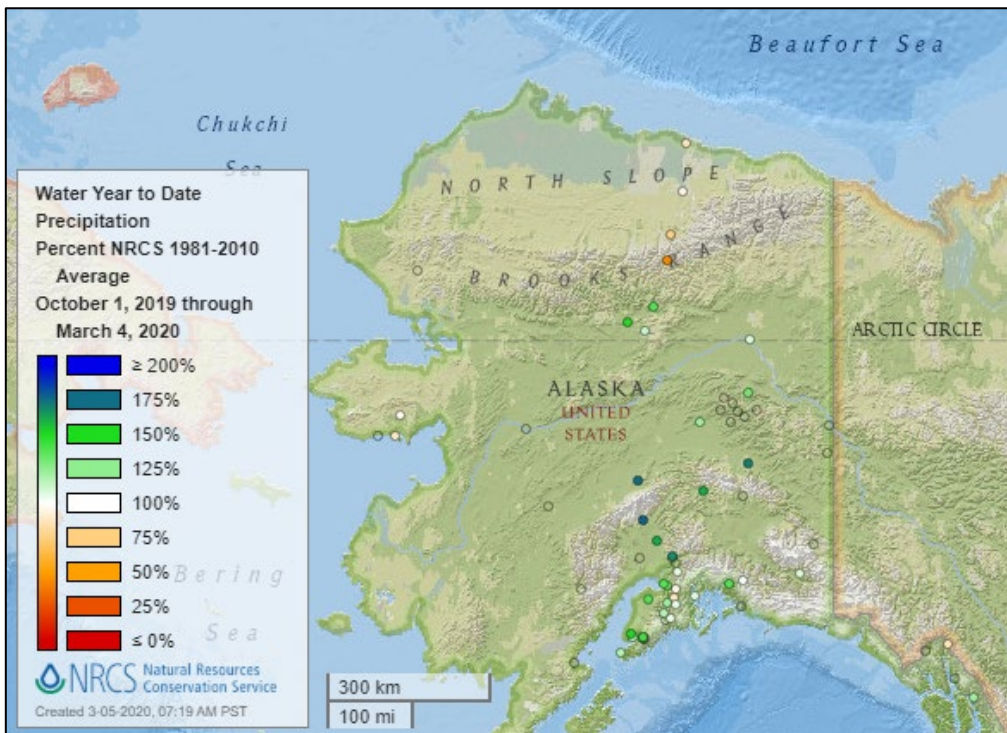 Beaufort Sea
Chukchi
Sea
NORTH SLOPE
BROOKS RANGE
ARCTIC CIRCLE
ALASKA
UNITED
STATES
Bering
Sea
Water Year to Date
Precipitation
Percent NRCS 1981-2010
Average
October 1, 2019 through
March 4, 2020
≥ 200%
175%
150%
125%
100%
75%
50%
25%
≤ 0%
NRCS Natural Resources
Conservation Service
Created 3-05-2020, 07:19 AM PST
300 km
100 mi